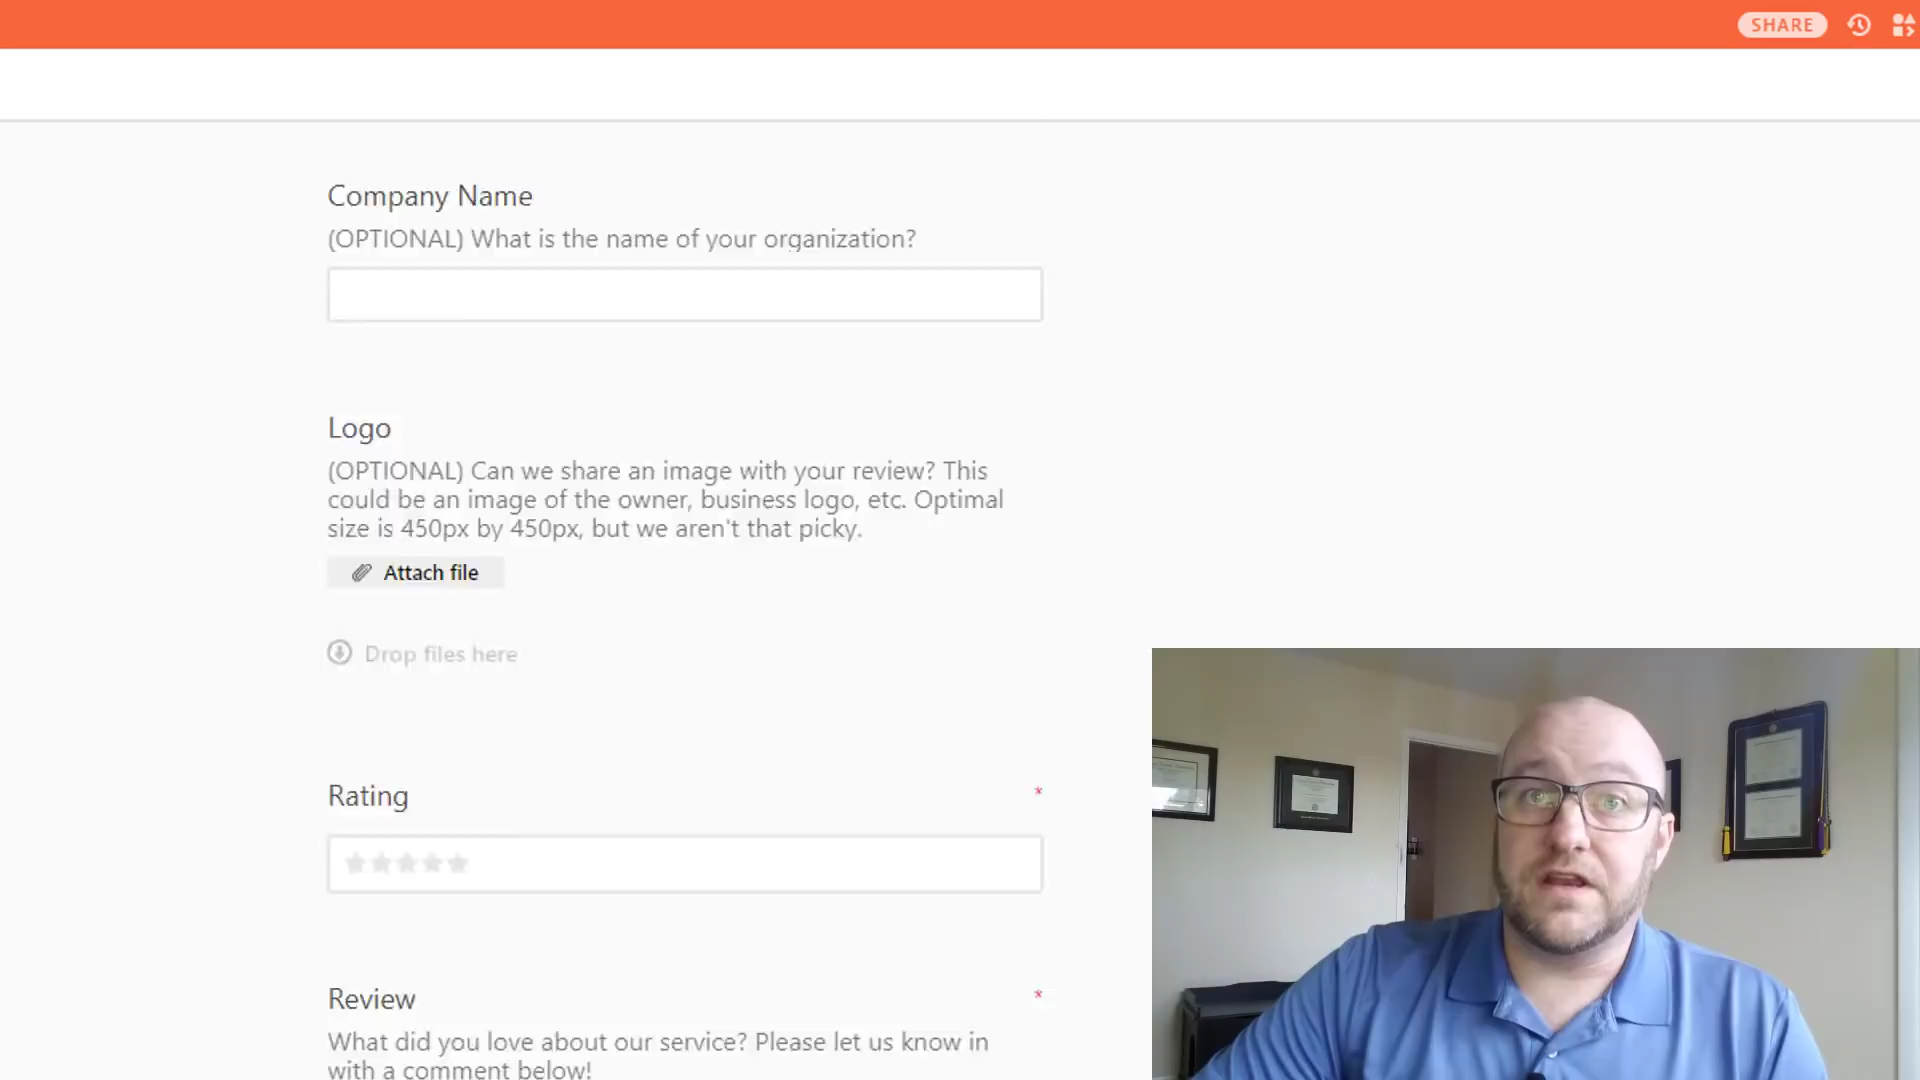 SHARE
Company Name
(OPTIONAL) What is the name of your organization?
Logo
(OPTIONAL) Can we share an image with your review? This
could be an image of the owner, business logo, etc. Optimal
size is 450px by 450px, but we aren't that picky.
Attach file
Drop files here
Rating *
Review *
What did you love about our service? Please let us know in
with a comment below!